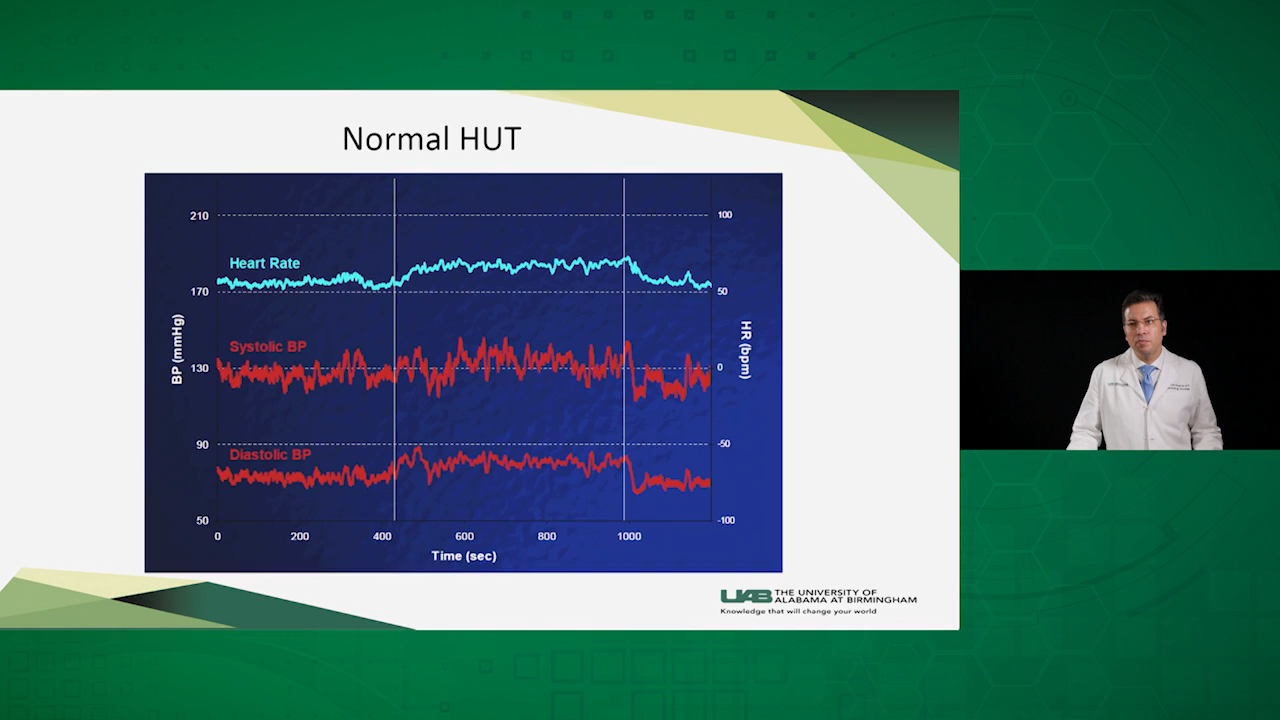 Normal HUT
210
170
130
90
50
BP (mmHg)
Heart Rate
Systolic BP
Diastolic BP
100
50
0
-50
-100
HR (bpm)
0
200
400
600
800
1000
Time (sec)
UAB THE UNIVERSITY OF
ALABAMA AT BIRMINGHAM
Knowledge that will change your world